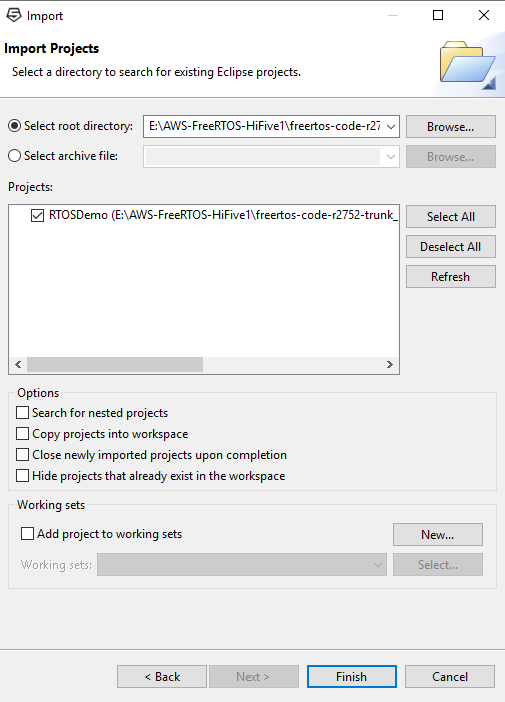 Import
Import Projects
Select a directory to search for existing Eclipse projects.
Select root directory:
E:\AWS-FreeRTOS-HiFive1\freertos-code-r27
Browse...
Select archive file:
Browse...
Projects:
RTOSDemo (E:\AWS-FreeRTOS-HiFive1\freertos-code-r2752-trunk_
Select All
Deselect All
Refresh
Options
Search for nested projects
Copy projects into workspace
Close newly imported projects upon completion
Hide projects that already exist in the workspace
Working sets
Add project to working sets
New...
Working sets:
Select...
< Back
Next >
Finish
Cancel